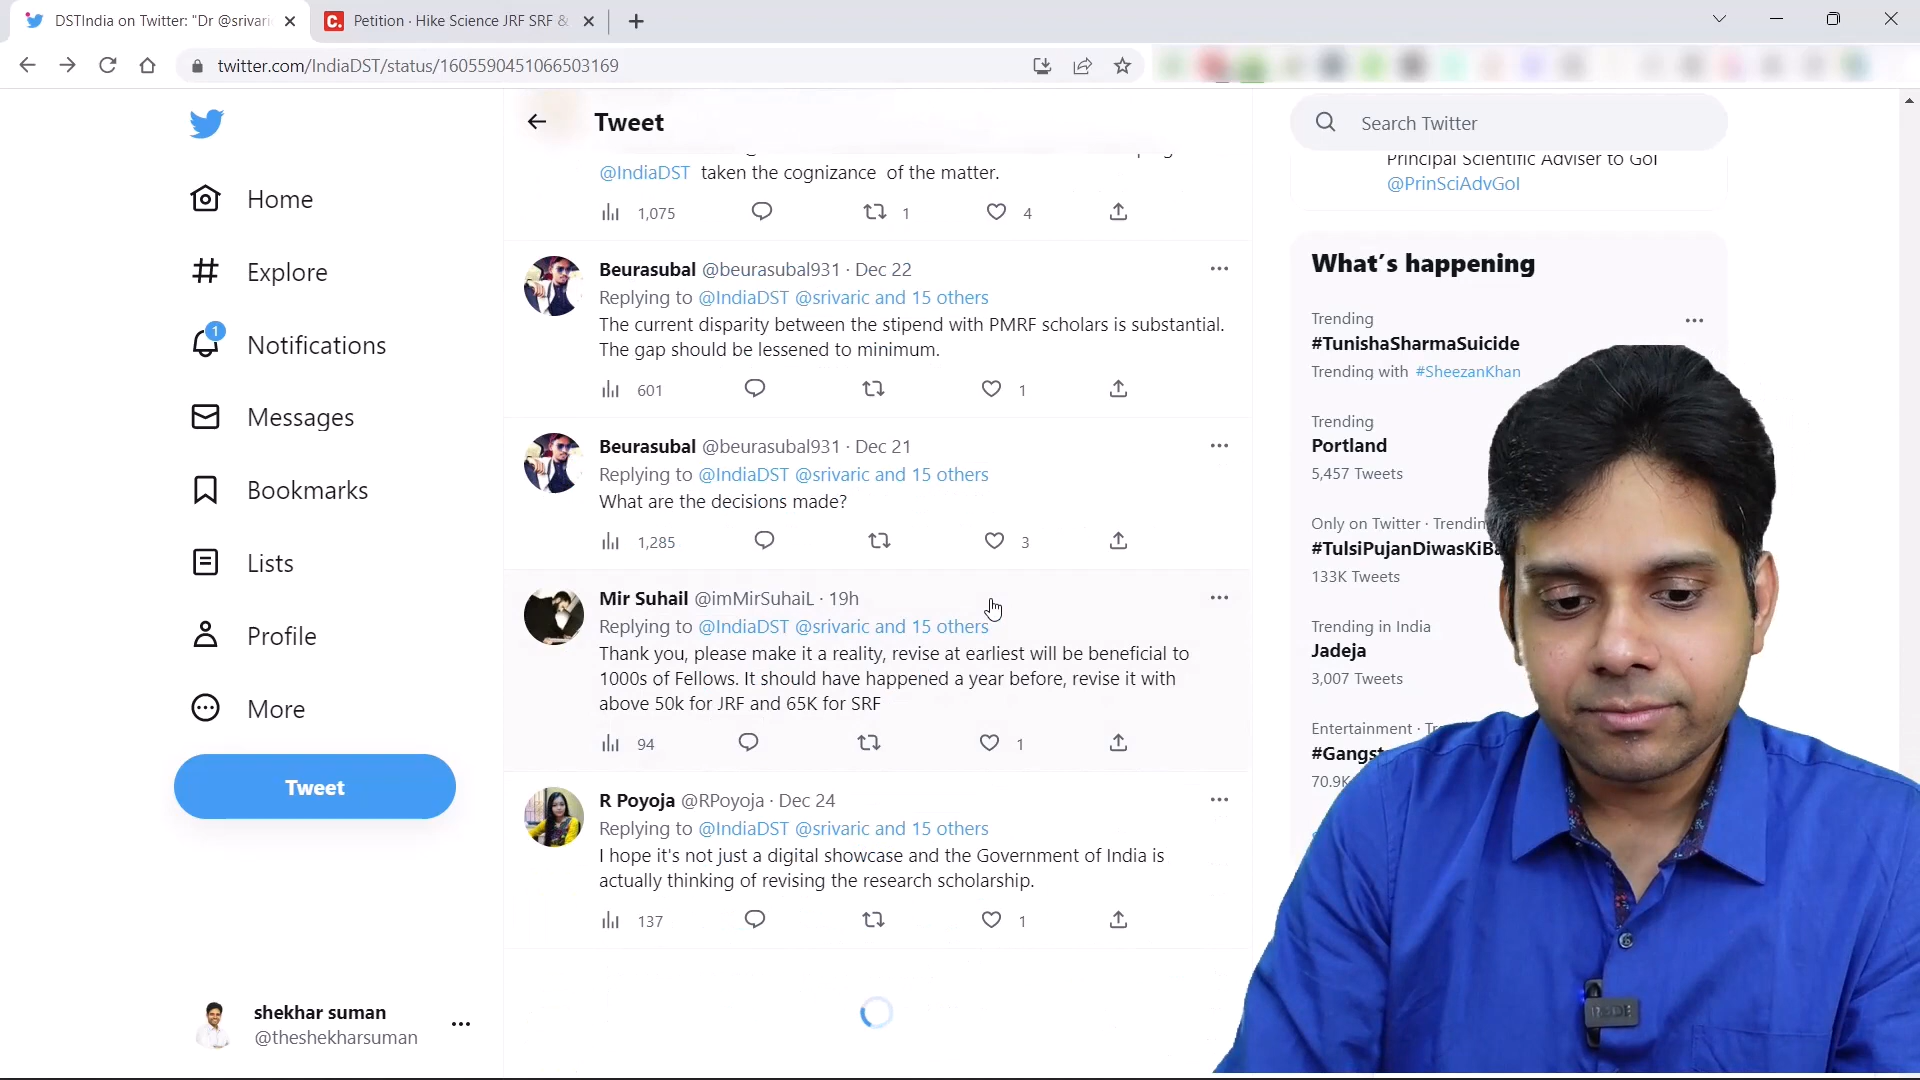 DSTIndia on Twitter: "Dr @srivari
Petition · Hike Science JRF SRF &
twitter.com/IndiaDST/status/1605590451066503169
Tweet
Search Twitter
Principal Scientific Adviser to GoI
@PrinSciAdvGoI
@IndiaDST taken the cognizance of the matter.
1,075
1
4
Home
Explore
1
Notifications
Messages
Bookmarks
Lists
Profile
More
Tweet
shekhar suman
@theshekharsuman
Beurasubal @beurasubal931 · Dec 22
Replying to @IndiaDST @srivaric and 15 others
The current disparity between the stipend with PMRF scholars is substantial.
The gap should be lessened to minimum.
601
1
Beurasubal @beurasubal931 · Dec 21
Replying to @IndiaDST @srivaric and 15 others
What are the decisions made?
1,285
3
Mir Suhail @imMirSuhaiL · 19h
Replying to @IndiaDST @srivaric and 15 others
Thank you, please make it a reality, revise at earliest will be beneficial to
1000s of Fellows. It should have happened a year before, revise it with
above 50k for JRF and 65K for SRF
94
1
R Poyoja @RPoyoja · Dec 24
Replying to @IndiaDST @srivaric and 15 others
I hope it's not just a digital showcase and the Government of India is
actually thinking of revising the research scholarship.
137
1
What's happening
Trending
#TunishaSharmaSuicide
Trending with #SheezanKhan
Trending
Portland
5,457 Tweets
Only on Twitter · Trendin
#TulsiPujanDiwasKiBa
133K Tweets
Trending in India
Jadeja
3,007 Tweets
Entertainment · Tr
#Gangst
70.9K
RODE